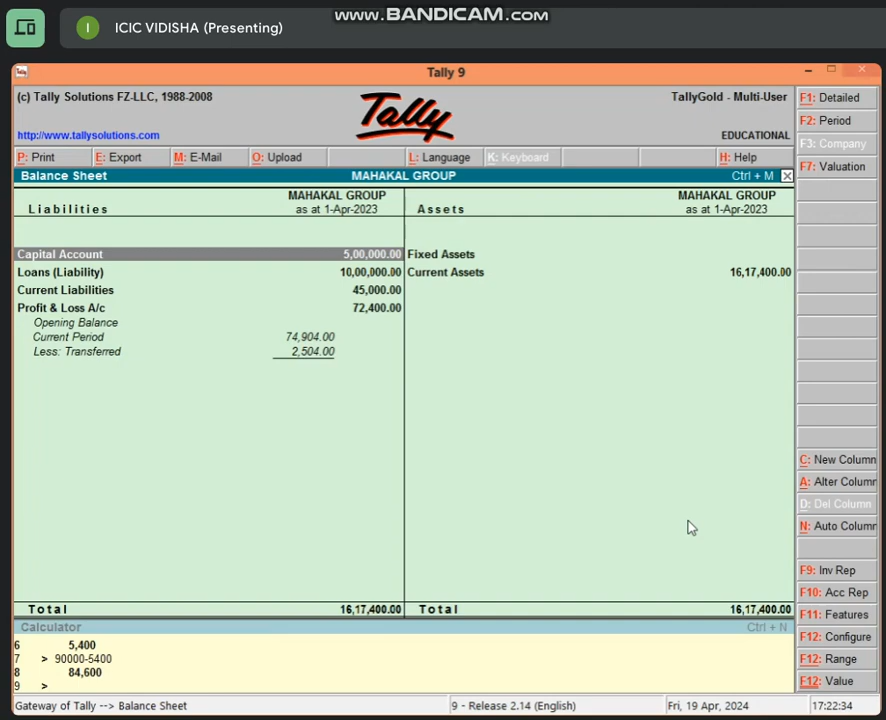 www.BANDICAM.com
I ICIC VIDISHA (Presenting)
Tally 9
(c) Tally Solutions FZ-LLC, 1988-2008
Tally
TallyGold - Multi-User
http://www.tallysolutions.com
EDUCATIONAL
P: Print E: Export M: E-Mail O: Upload L: Language K: Keyboard H: Help
Balance Sheet MAHAKAL GROUP Ctrl + M
MAHAKAL GROUP MAHAKAL GROUP
Liabilities as at 1-Apr-2023 Assets as at 1-Apr-2023
Capital Account 5,00,000.00 Fixed Assets
Loans (Liability) 10,00,000.00 Current Assets 16,17,400.00
Current Liabilities 45,000.00
Profit & Loss A/c 72,400.00
Opening Balance
Current Period 74,904.00
Less: Transferred 2,504.00
Total 16,17,400.00 Total 16,17,400.00
Calculator Ctrl + N
6 5,400
7 > 90000-5400
8 84,600
9 >
Gateway of Tally --> Balance Sheet 9 - Release 2.14 (English) Fri, 19 Apr, 2024 17:22:34
F1: Detailed
F2: Period
F3: Company
F7: Valuation
C: New Column
A: Alter Column
D: Del Column
N: Auto Column
F9: Inv Rep
F10: Acc Rep
F11: Features
F12: Configure
F12: Range
F12: Value